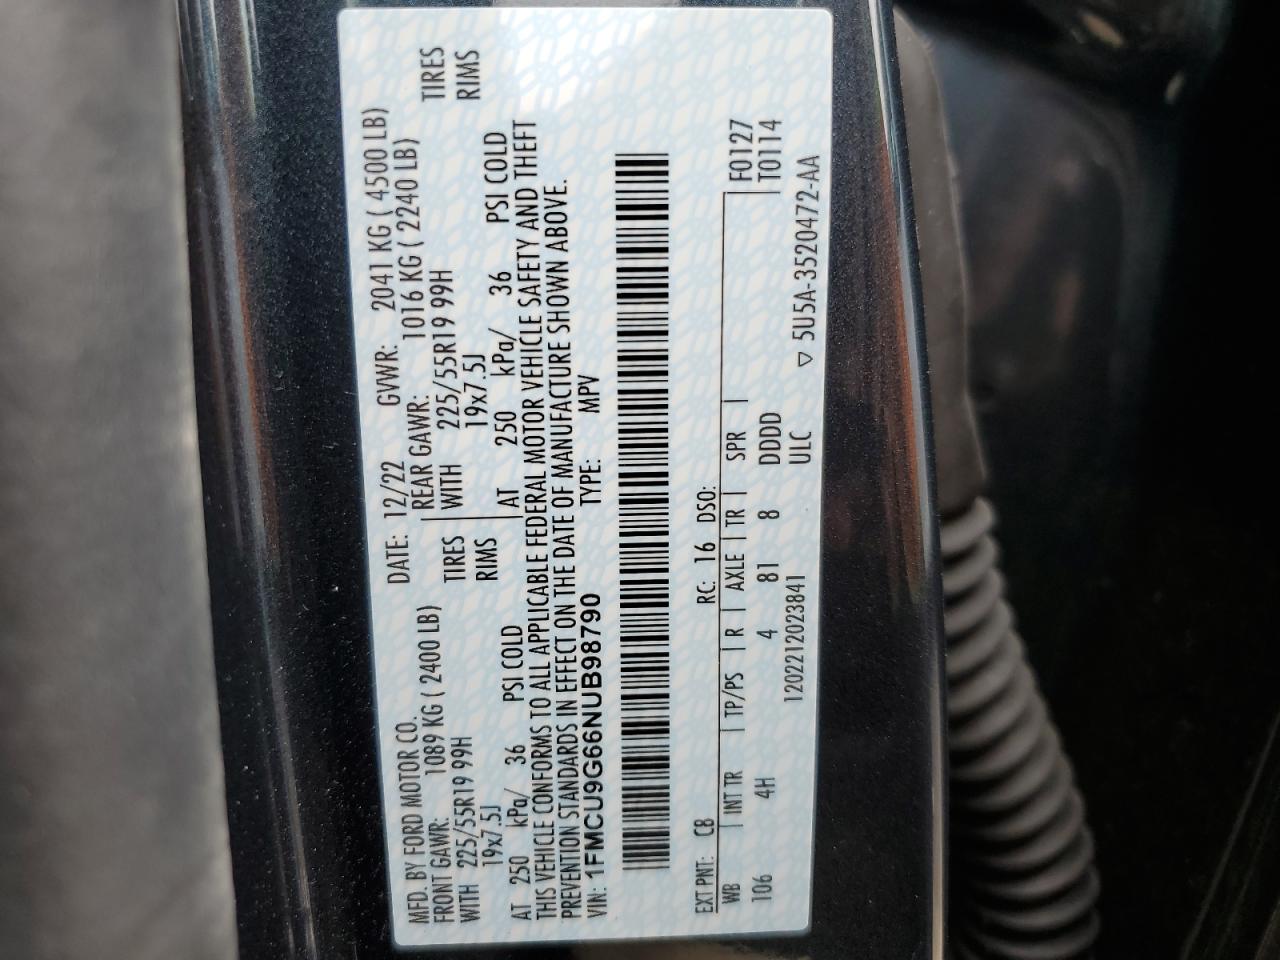 MFD. BY FORD MOTOR CO. DATE: 12/22 GVWR: 2041 KG ( 4500 LB)
FRONT GAWR: 1089 KG ( 2400 LB) REAR GAWR: 1016 KG ( 2240 LB)
WITH 225/55R19 99H TIRES WITH 225/55R19 99H TIRES
19x7.5J RIMS 19x7.5J RIMS
AT 250 kPa/ 36 PSI COLD AT 250 kPa/ 36 PSI COLD
THIS VEHICLE CONFORMS TO ALL APPLICABLE FEDERAL MOTOR VEHICLE SAFETY AND THEFT
PREVENTION STANDARDS IN EFFECT ON THE DATE OF MANUFACTURE SHOWN ABOVE.
VIN: 1FMCU9G66NUB98790 TYPE: MPV
EXT PNT: C8 RC: 16 DSO:
WB | INT TR | TP/PS | R | AXLE | TR | SPR | F0127
106 4H 4 81 8 DDDD T0114
1202212023841 ULC
▽ 5U5A-3520472-AA